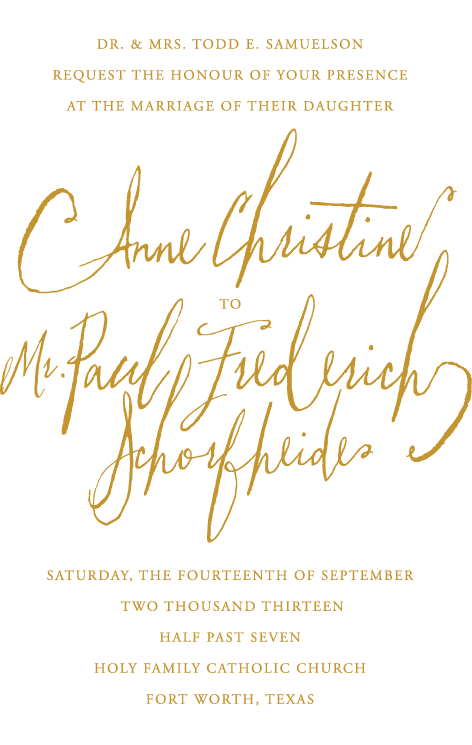 DR. & MRS. TODD E. SAMUELSON
REQUEST THE HONOUR OF YOUR PRESENCE
AT THE MARRIAGE OF THEIR DAUGHTER
Anne Christine
TO
Mr. Paul Frederich
Schorfheide
SATURDAY, THE FOURTEENTH OF SEPTEMBER
TWO THOUSAND THIRTEEN
HALF PAST SEVEN
HOLY FAMILY CATHOLIC CHURCH
FORT WORTH, TEXAS